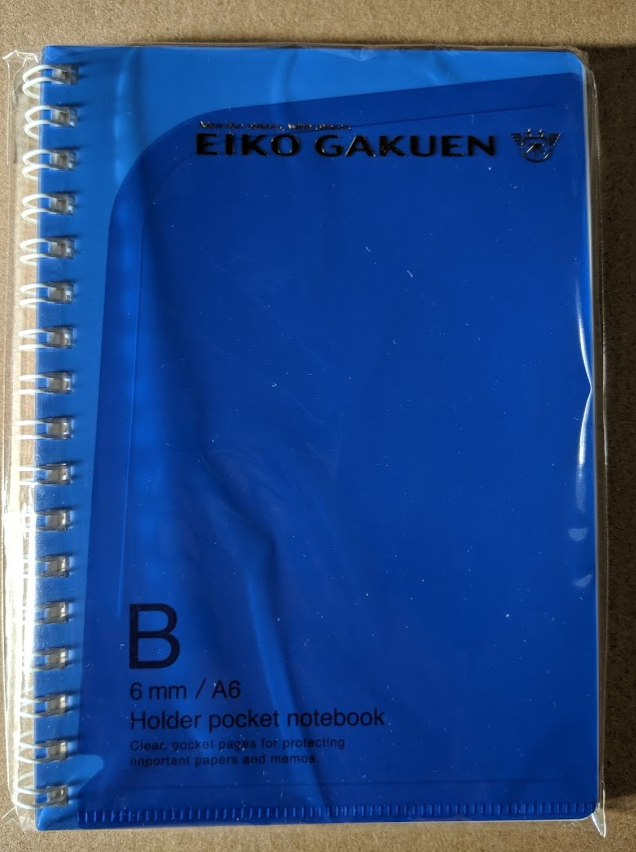 EIKO GAKUEN
B
6 mm / A6
Holder pocket notebook
Clear, pocket pages for protecting
important papers and memos.